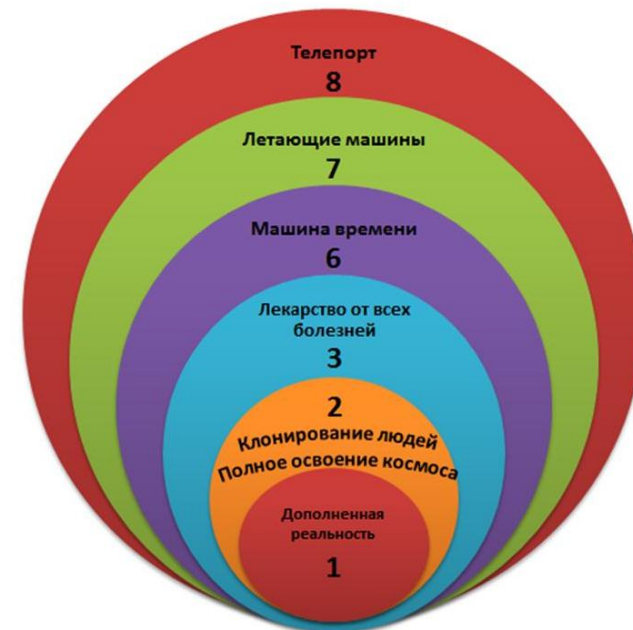 Телепорт
8
Летающие машины
7
Машина времени
6
Лекарство от всех
болезней
3
2
Клонирование людей
Полное освоение космоса
Дополненная
реальность
1